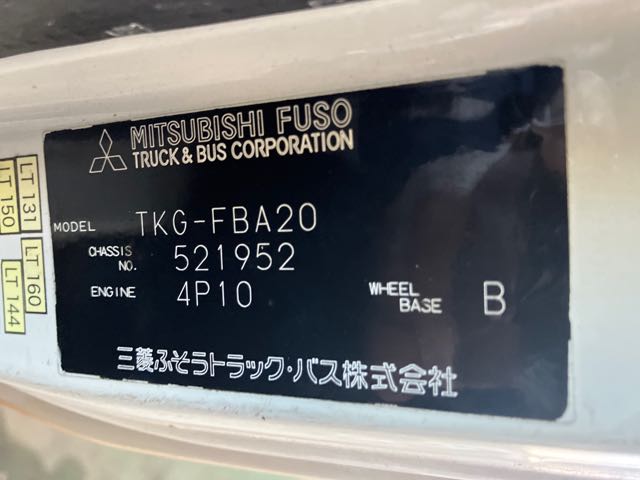 MITSUBISHI FUSO
TRUCK & BUS CORPORATION
MODEL TKG-FBA20
CHASSIS NO. 521952
ENGINE 4P10
WHEEL BASE B
三菱ふそうトラック・バス株式会社
LT 131
LT 150
LT 160
LT 144